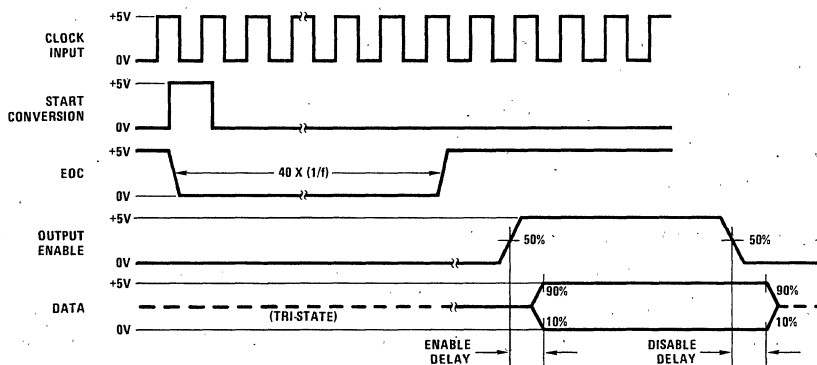 +5V
CLOCK
INPUT
0V
+5V
START
CONVERSION
0V
+5V
EOC
40 X (1/f)
0V
+5V
OUTPUT
ENABLE
50%
50%
0V
+5V
90%
90%
DATA
(TRI-STATE)
10%
10%
0V
ENABLE
DELAY
DISABLE
DELAY